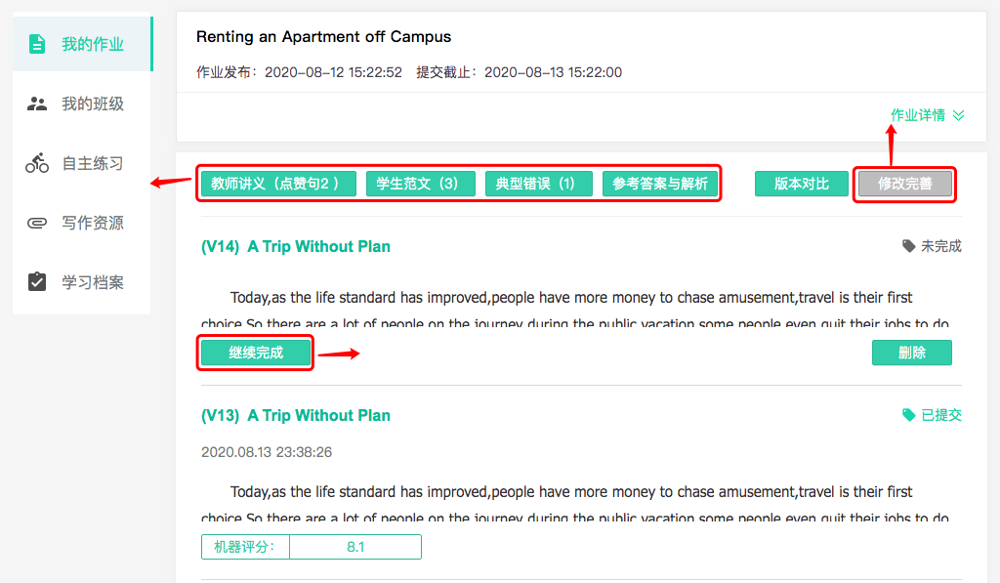 我的作业
我的班级
自主练习
写作资源
学习档案
Renting an Apartment off Campus
作业发布：2020-08-12 15:22:52 提交截止：2020-08-13 15:22:00
作业详情
教师讲义（点赞句2 ） 学生范文（3） 典型错误（1） 参考答案与解析 版本对比 修改完善
(V14) A Trip Without Plan 未完成
Today,as the life standard has improved,people have more money to chase amusement,travel is their first
choice.So there are a lot of people on the journey during the public vacation,some people even quit their jobs to do
继续完成 删除
(V13) A Trip Without Plan 已提交
2020.08.13 23:38:26
Today,as the life standard has improved,people have more money to chase amusement,travel is their first
choice.So there are a lot of people on the journey during the public vacation,some people even quit their jobs to do
机器评分： 8.1